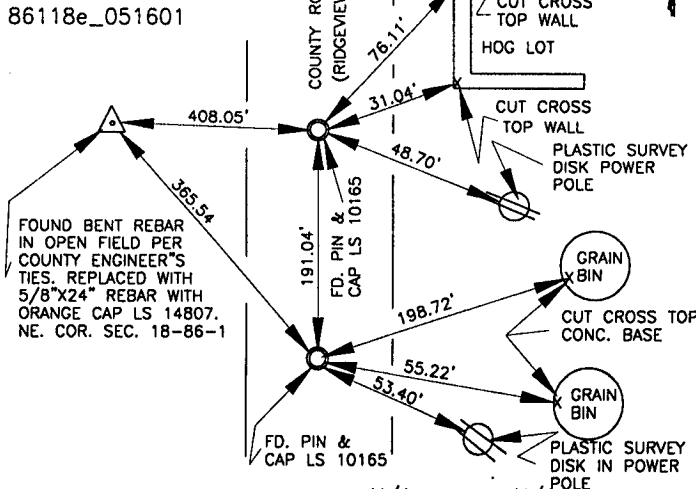 86118e_051601
COUNTY RO
(RIDGEVIEW
76.11'
CUT CROSS
TOP WALL
HOG LOT
408.05'
31.04'
CUT CROSS
TOP WALL
48.70'
PLASTIC SURVEY
DISK POWER
POLE
365.54
191.04'
FD. PIN &
CAP LS 10165
FOUND BENT REBAR
IN OPEN FIELD PER
COUNTY ENGINEER"S
TIES. REPLACED WITH
5/8"X24" REBAR WITH
ORANGE CAP LS 14807.
NE. COR. SEC. 18-86-1
GRAIN
BIN
198.72'
CUT CROSS TOP
CONC. BASE
55.22'
53.40'
GRAIN
BIN
FD. PIN &
CAP LS 10165
PLASTIC SURVEY
DISK IN POWER
POLE